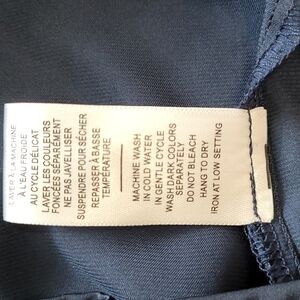 LAVER À LA MACHINE
À L'EAU FROIDE
AU CYCLE DÉLICAT
LAVER LES COULEURS
FONCÉES SÉPARÉMENT
NE PAS JAVELLISER
SUSPENDRE POUR SÉCHER
REPASSER À BASSE
TEMPÉRATURE
MACHINE WASH
IN COLD WATER
IN GENTLE CYCLE
WASH DARK COLORS
SEPARATELY
DO NOT BLEACH
HANG TO DRY
IRON AT LOW SETTING